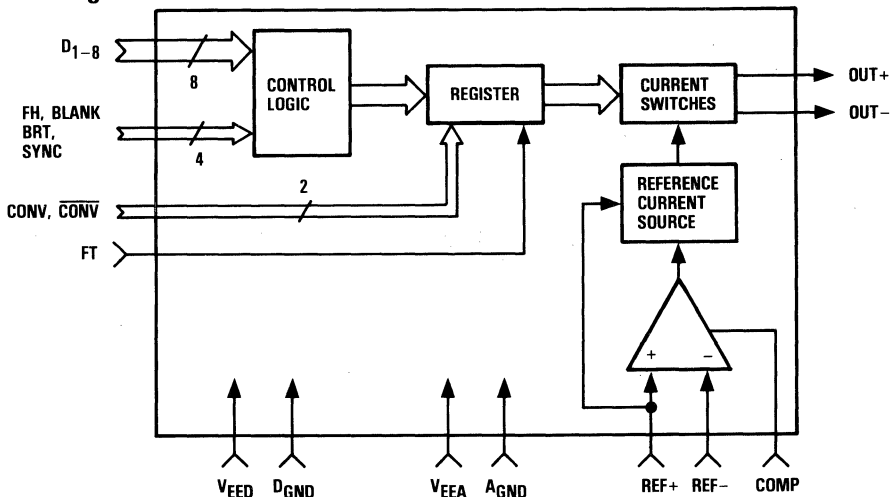 D1-8
8
CONTROL
LOGIC
REGISTER
CURRENT
SWITCHES
OUT+
OUT-
FH, BLANK
BRT,
SYNC
4
2
CONV, C̅O̅N̅V̅
FT
REFERENCE
CURRENT
SOURCE
+ -
VEED DGND VEEA AGND REF+ REF- COMP